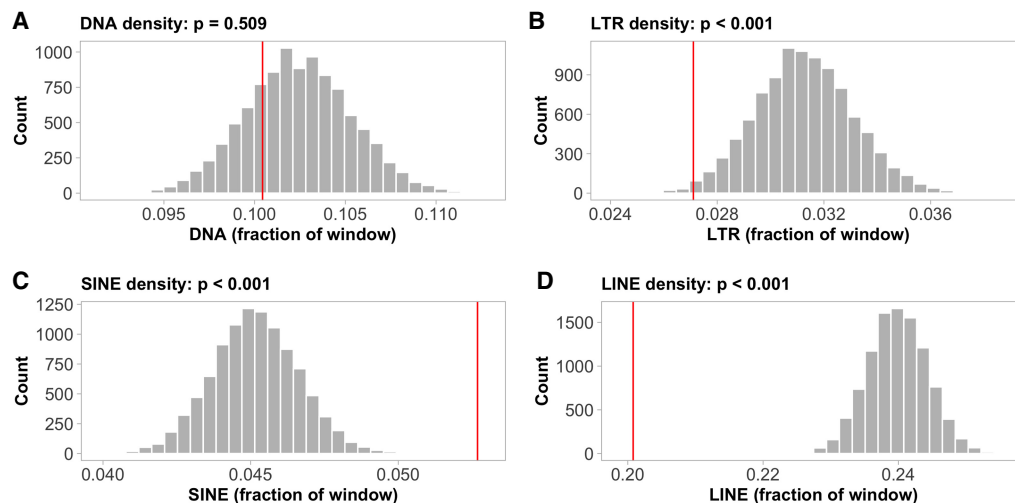 A
DNA density: p = 0.509
Count
1000
750
500
250
0
0.095 0.100 0.105 0.110
DNA (fraction of window)
B
LTR density: p < 0.001
Count
900
600
300
0
0.024 0.028 0.032 0.036
LTR (fraction of window)
C
SINE density: p < 0.001
Count
1250
1000
750
500
250
0
0.040 0.045 0.050
SINE (fraction of window)
D
LINE density: p < 0.001
Count
1500
1000
500
0
0.20 0.22 0.24
LINE (fraction of window)